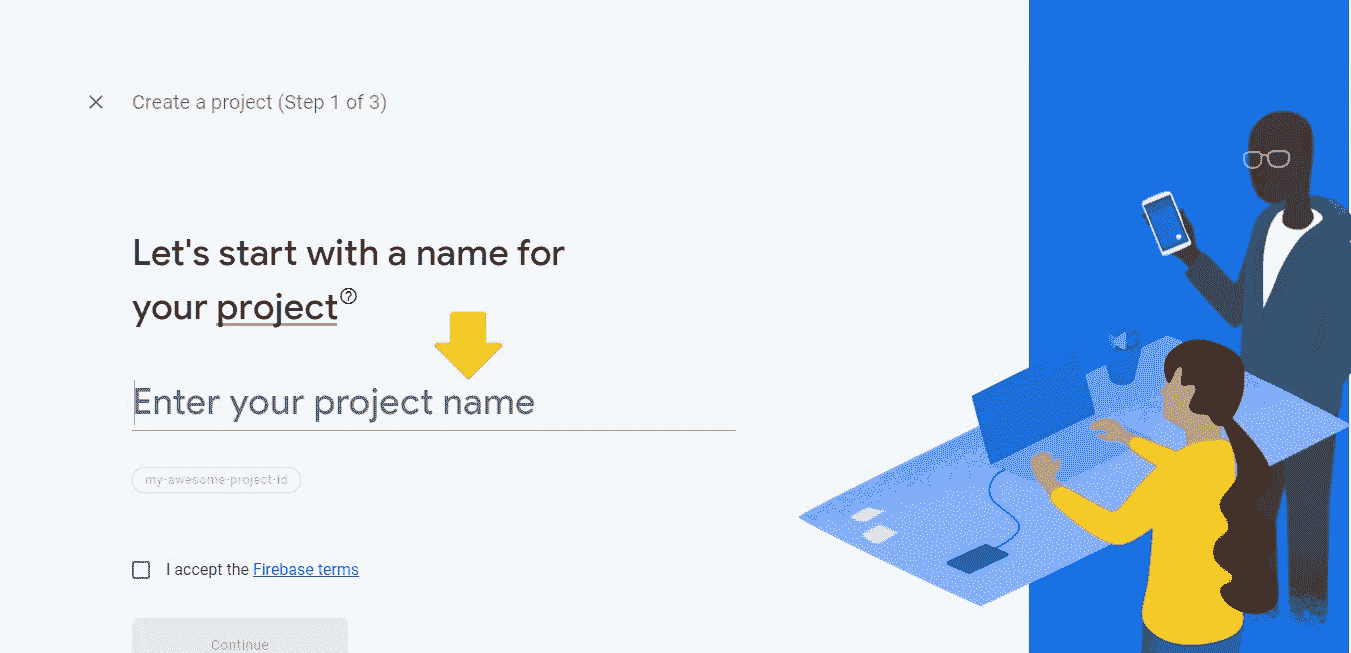 Create a project (Step 1 of 3)
Let's start with a name for
your project
Enter your project name
my-awesome-project-id
I accept the Firebase terms
Continue